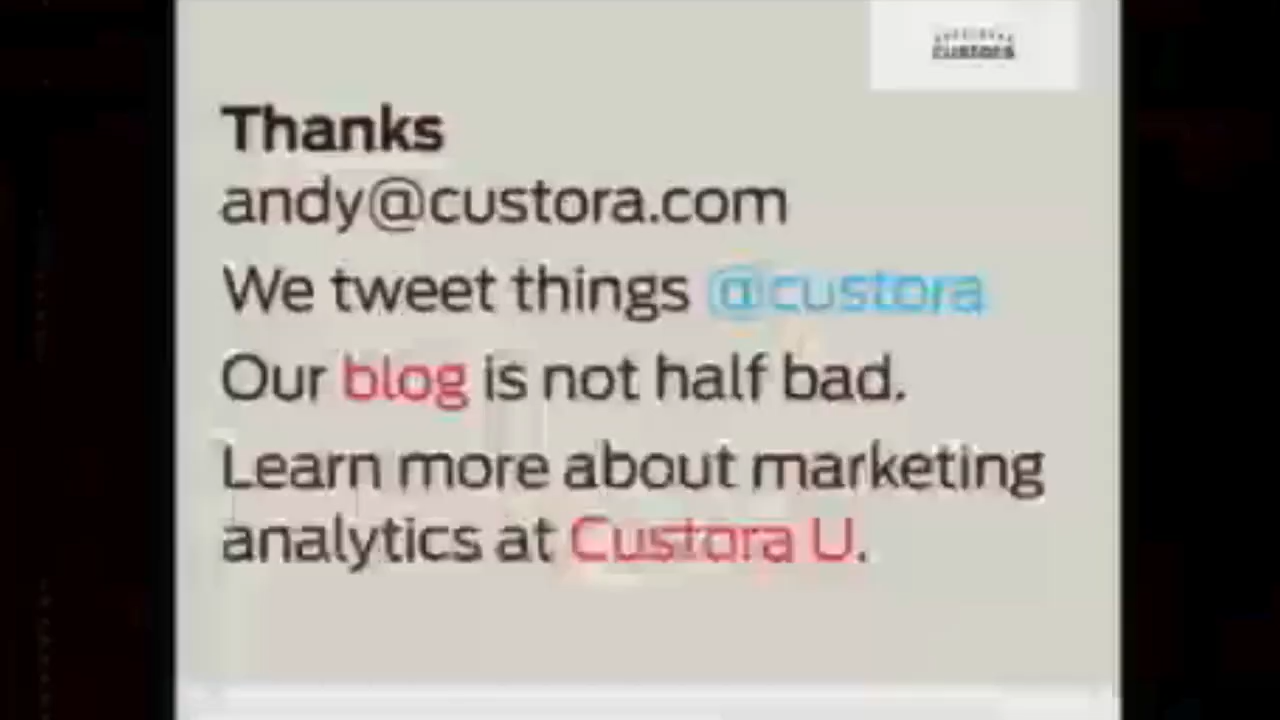 custora
Thanks
andy@custora.com
We tweet things @custora
Our blog is not half bad.
Learn more about marketing
analytics at Custora U.